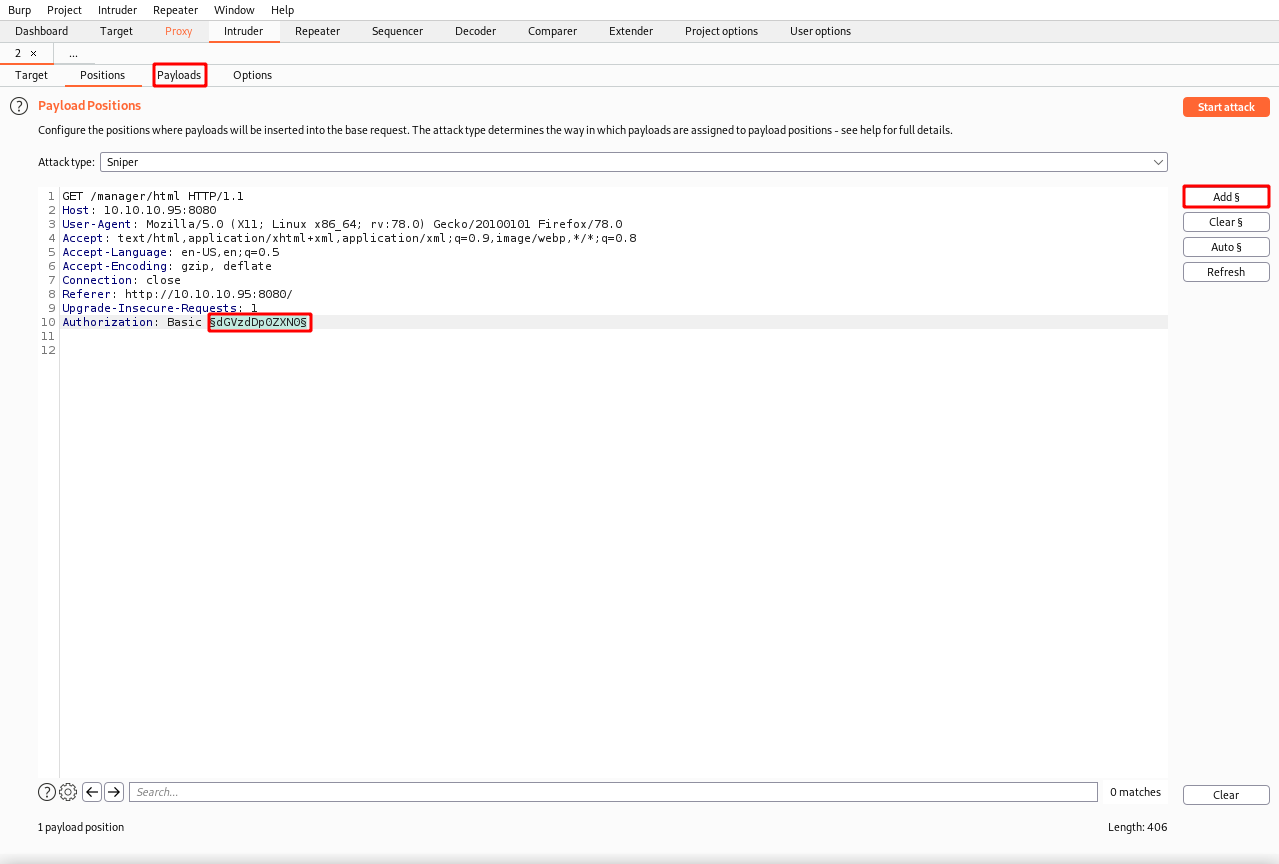 Burp Project Intruder Repeater Window Help
Dashboard Target Proxy Intruder Repeater Sequencer Decoder Comparer Extender Project options User options
2 × ...
Target Positions Payloads Options
? Payload Positions Start attack
Configure the positions where payloads will be inserted into the base request. The attack type determines the way in which payloads are assigned to payload positions - see help for full details.
Attack type: Sniper
1 GET /manager/html HTTP/1.1 Add §
2 Host: 10.10.10.95:8080
3 User-Agent: Mozilla/5.0 (X11; Linux x86_64; rv:78.0) Gecko/20100101 Firefox/78.0 Clear §
4 Accept: text/html,application/xhtml+xml,application/xml;q=0.9,image/webp,*/*;q=0.8
5 Accept-Language: en-US,en;q=0.5 Auto §
6 Accept-Encoding: gzip, deflate Refresh
7 Connection: close
8 Referer: http://10.10.10.95:8080/
9 Upgrade-Insecure-Requests: 1
10 Authorization: Basic §dGVzdDp0ZXN0§
11
12
? Search... 0 matches Clear
1 payload position Length: 406